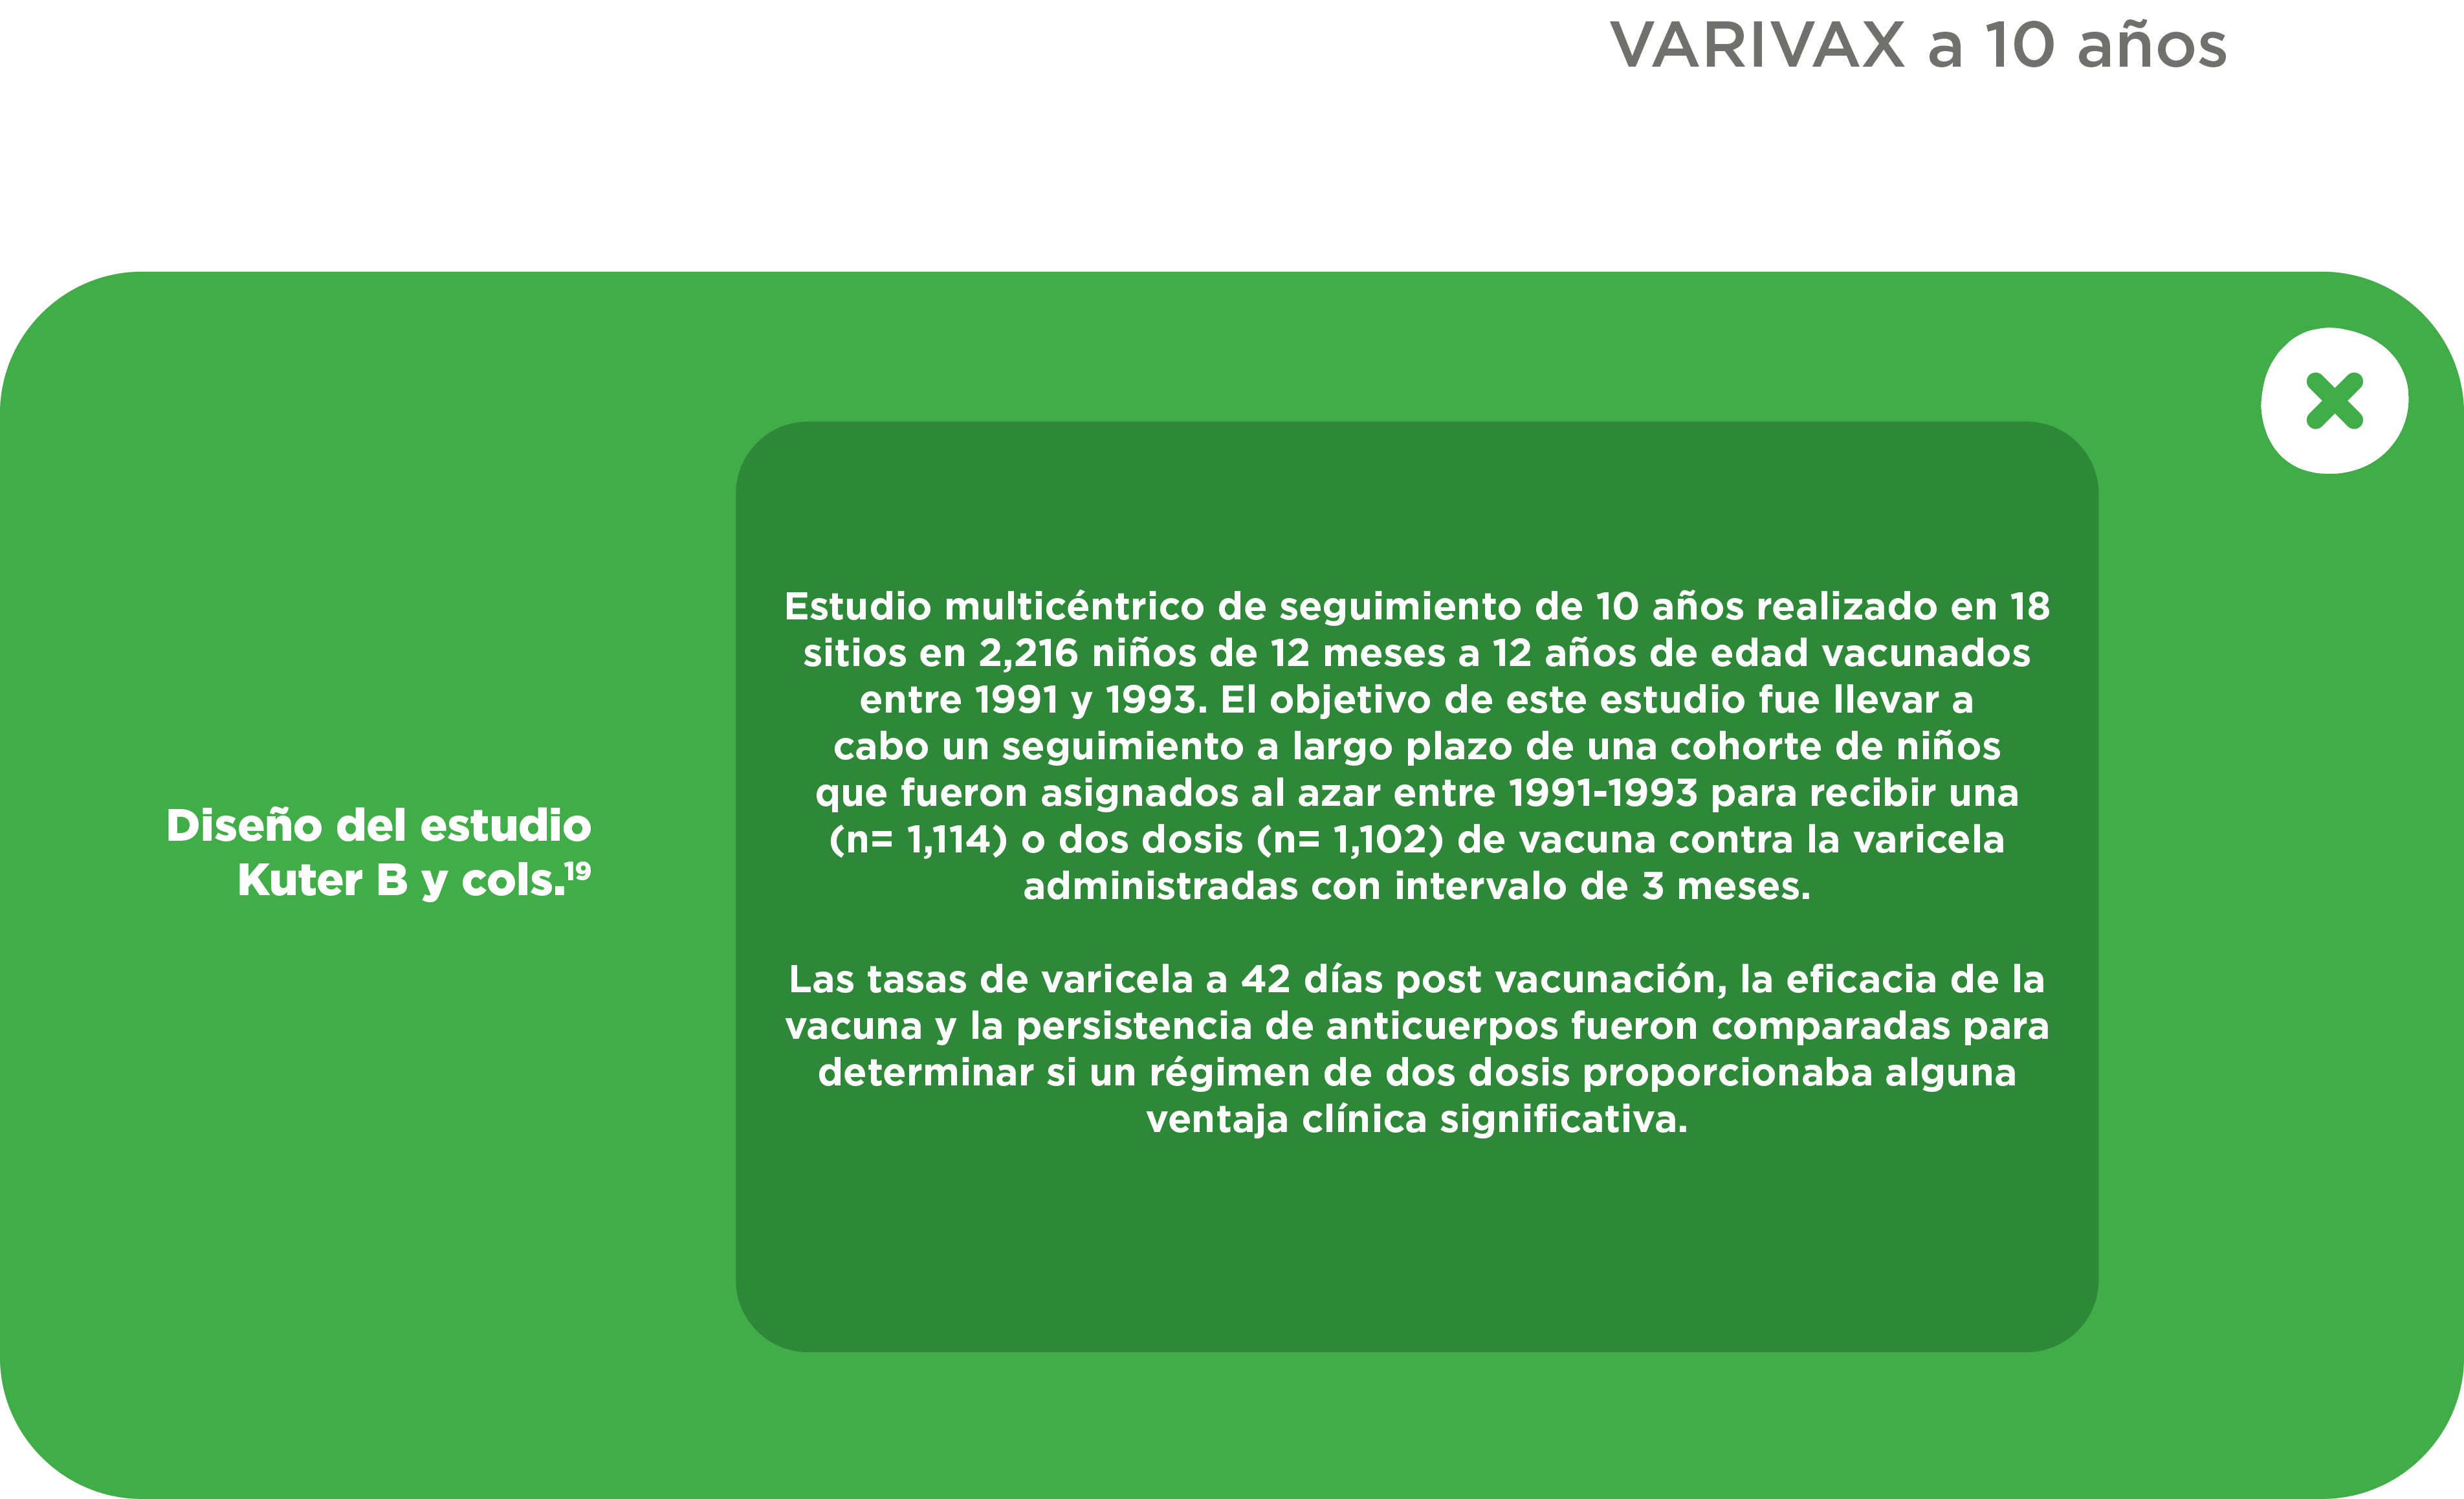 VARIVAX a 10 años
Diseño del estudio
Kuter B y cols.¹⁹
Estudio multicéntrico de seguimiento de 10 años realizado en 18
sitios en 2,216 niños de 12 meses a 12 años de edad vacunados
entre 1991 y 1993. El objetivo de este estudio fue llevar a
cabo un seguimiento a largo plazo de una cohorte de niños
que fueron asignados al azar entre 1991-1993 para recibir una
(n= 1,114) o dos dosis (n= 1,102) de vacuna contra la varicela
administradas con intervalo de 3 meses.
Las tasas de varicela a 42 días post vacunación, la eficacia de la
vacuna y la persistencia de anticuerpos fueron comparadas para
determinar si un régimen de dos dosis proporcionaba alguna
ventaja clínica significativa.